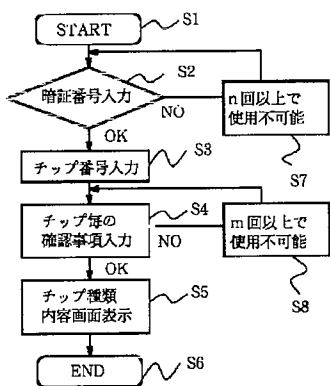 START
S1
暗証番号入力
S2
NO
n回以上で
使用不可能
S7
OK
チップ番号入力
S3
チップ毎の
確認事項入力
S4
NO
m回以上で
使用不可能
S8
OK
チップ種類
内容画面表示
S5
END
S6